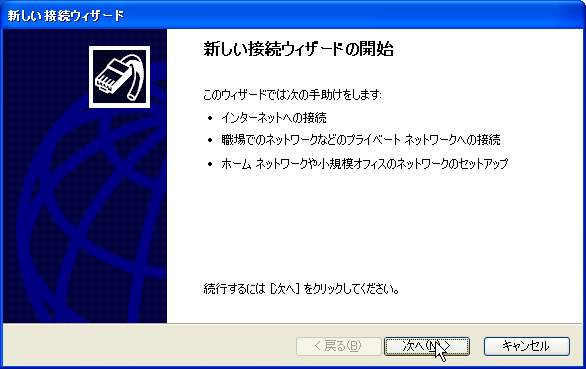 新しい接続ウィザード
新しい接続ウィザードの開始
このウィザードでは次の手助けをします:
• インターネットへの接続
• 職場でのネットワークなどのプライベート ネットワークへの接続
• ホーム ネットワークや小規模オフィスのネットワークのセットアップ
続行するには [次へ] をクリックしてください。
< 戻る(B) 次へ(N) > キャンセル